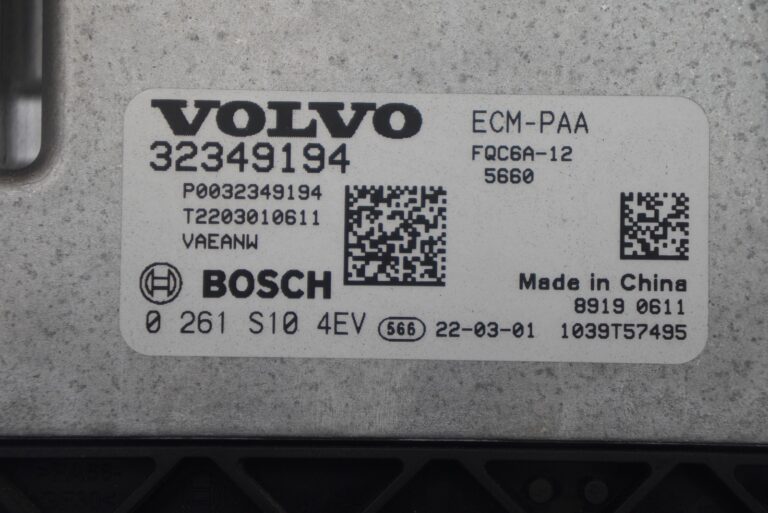 VOLVO
ECM-PAA
32349194
FQC6A-12
5660
P0032349194
T2203010611
VAEANW
BOSCH
Made in China
8919 0611
0 261 S10 4EV 566 22-03-01 1039T57495